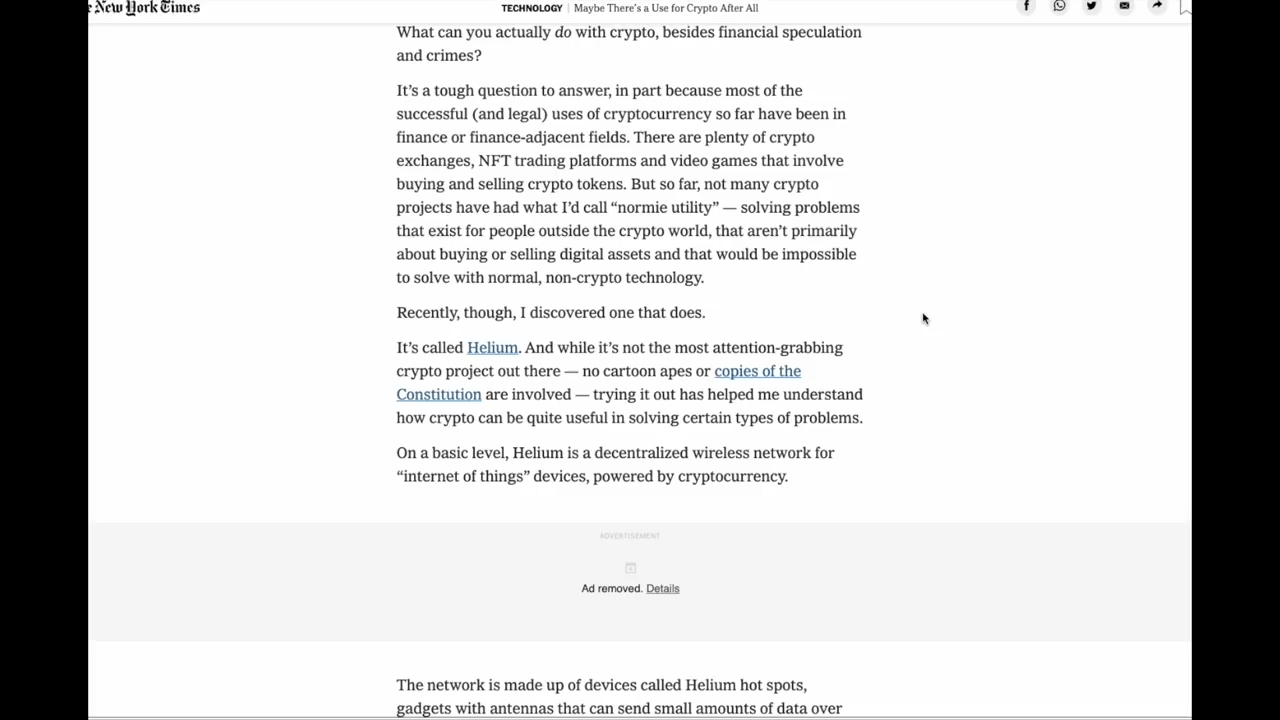 e New York Times
TECHNOLOGY | Maybe There's a Use for Crypto After All
What can you actually do with crypto, besides financial speculation
and crimes?
It's a tough question to answer, in part because most of the
successful (and legal) uses of cryptocurrency so far have been in
finance or finance-adjacent fields. There are plenty of crypto
exchanges, NFT trading platforms and video games that involve
buying and selling crypto tokens. But so far, not many crypto
projects have had what I'd call “normie utility” — solving problems
that exist for people outside the crypto world, that aren't primarily
about buying or selling digital assets and that would be impossible
to solve with normal, non-crypto technology.
Recently, though, I discovered one that does.
It's called Helium. And while it's not the most attention-grabbing
crypto project out there — no cartoon apes or copies of the
Constitution are involved — trying it out has helped me understand
how crypto can be quite useful in solving certain types of problems.
On a basic level, Helium is a decentralized wireless network for
“internet of things” devices, powered by cryptocurrency.
ADVERTISEMENT
Ad removed. Details
The network is made up of devices called Helium hot spots,
gadgets with antennas that can send small amounts of data over